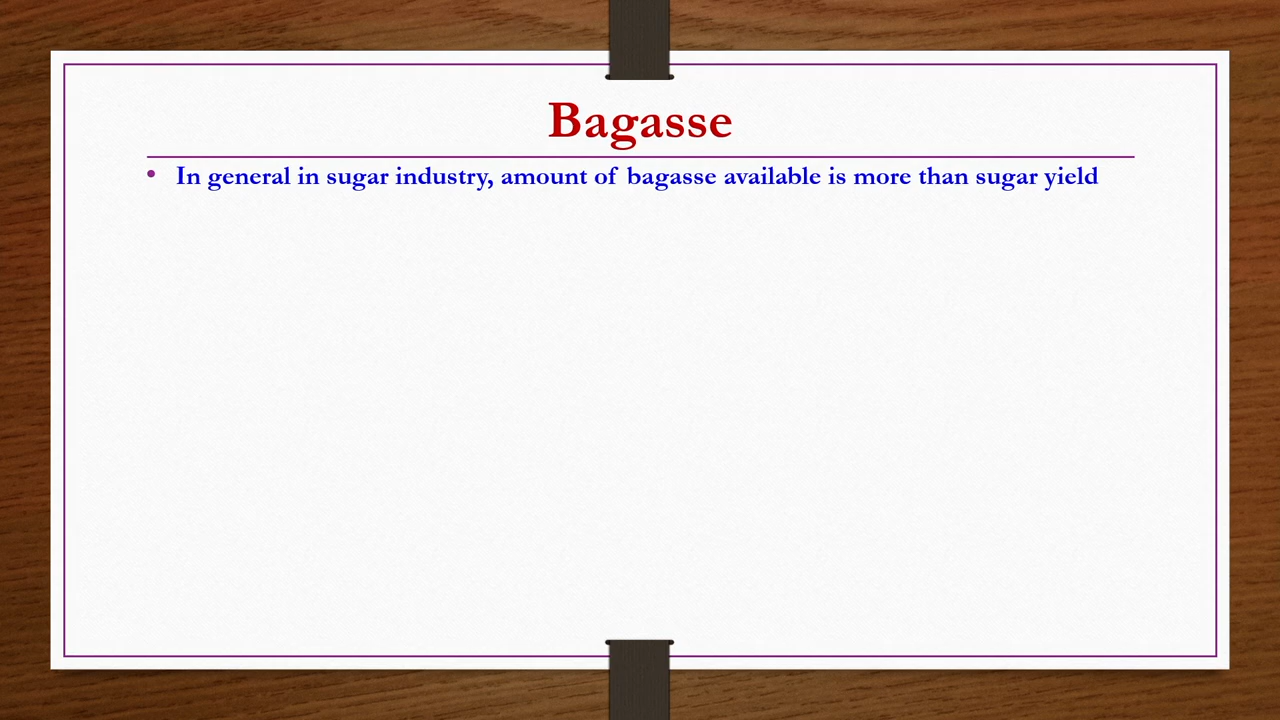 Bagasse
• In general in sugar industry, amount of bagasse available is more than sugar yield